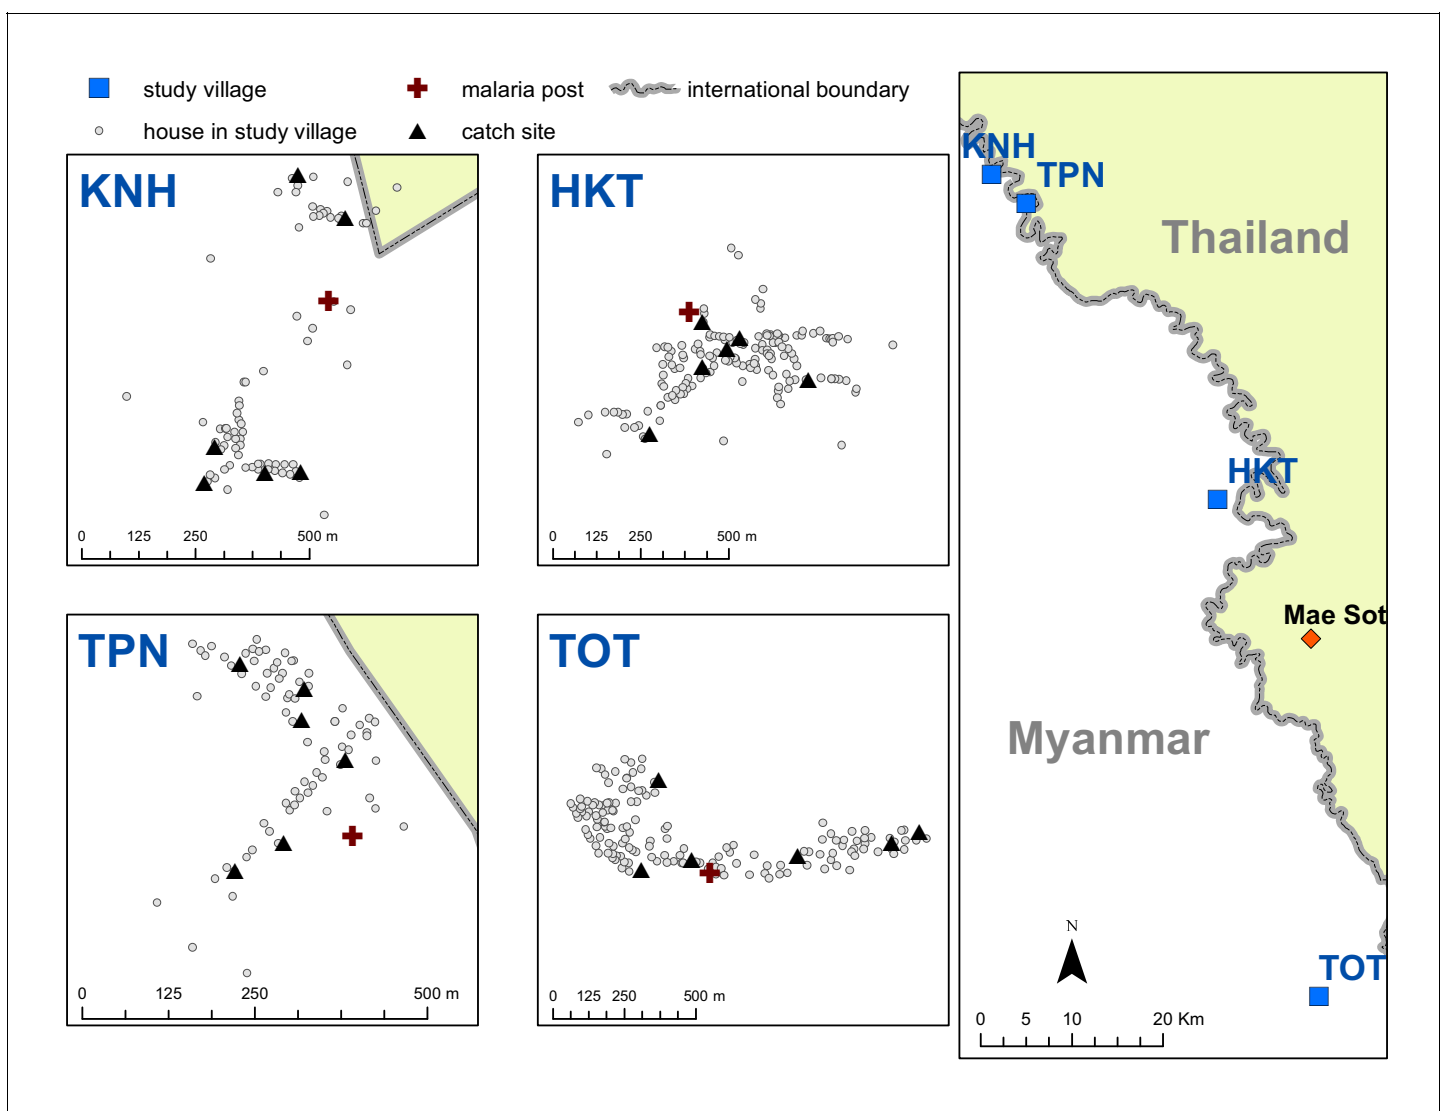 study village
malaria post
international boundary
house in study village
catch site
KNH
0 125 250 500 m
HKT
0 125 250 500 m
TPN
0 125 250 500 m
TOT
0 125 250 500 m
KNH
TPN
Thailand
HKT
Mae Sot
Myanmar
N
TOT
0 5 10 20 Km